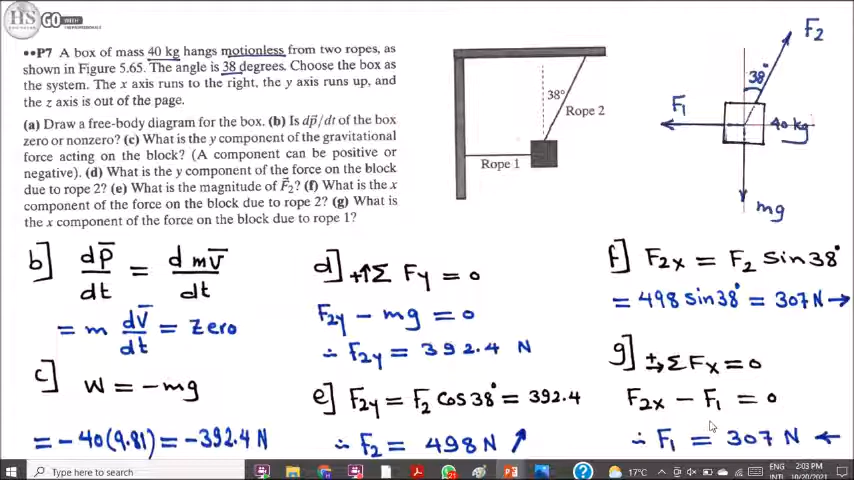 HS
GO WITH
••P7 A box of mass 40 kg hangs motionless from two ropes, as
shown in Figure 5.65. The angle is 38 degrees. Choose the box as
the system. The x axis runs to the right, the y axis runs up, and
the z axis is out of the page.
(a) Draw a free-body diagram for the box. (b) Is dp⃗/dt of the box
zero or nonzero? (c) What is the y component of the gravitational
force acting on the block? (A component can be positive or
negative). (d) What is the y component of the force on the block
due to rope 2? (e) What is the magnitude of F⃗2? (f) What is the x
component of the force on the block due to rope 2? (g) What is
the x component of the force on the block due to rope 1?
38°
Rope 2
Rope 1
F2
38°
F1
40 kg
mg
b] dP̄/dt = d mV̄/dt
= m dV̄/dt = zero
c] W = -mg
= -40(9.81) = -392.4 N
d] +↑Σ Fy = 0
F2y - mg = 0
∴ F2y = 392.4 N
e] F2y = F2 Cos 38° = 392.4
∴ F2 = 498 N ↗
f] F2x = F2 Sin 38°
= 498 sin 38° = 307 N →
g] +→ Σ Fx = 0
F2x - F1 = 0
∴ F1 = 307 N ←
Type here to search
17°C
ENG
INTL
2:03 PM
10/20/2021